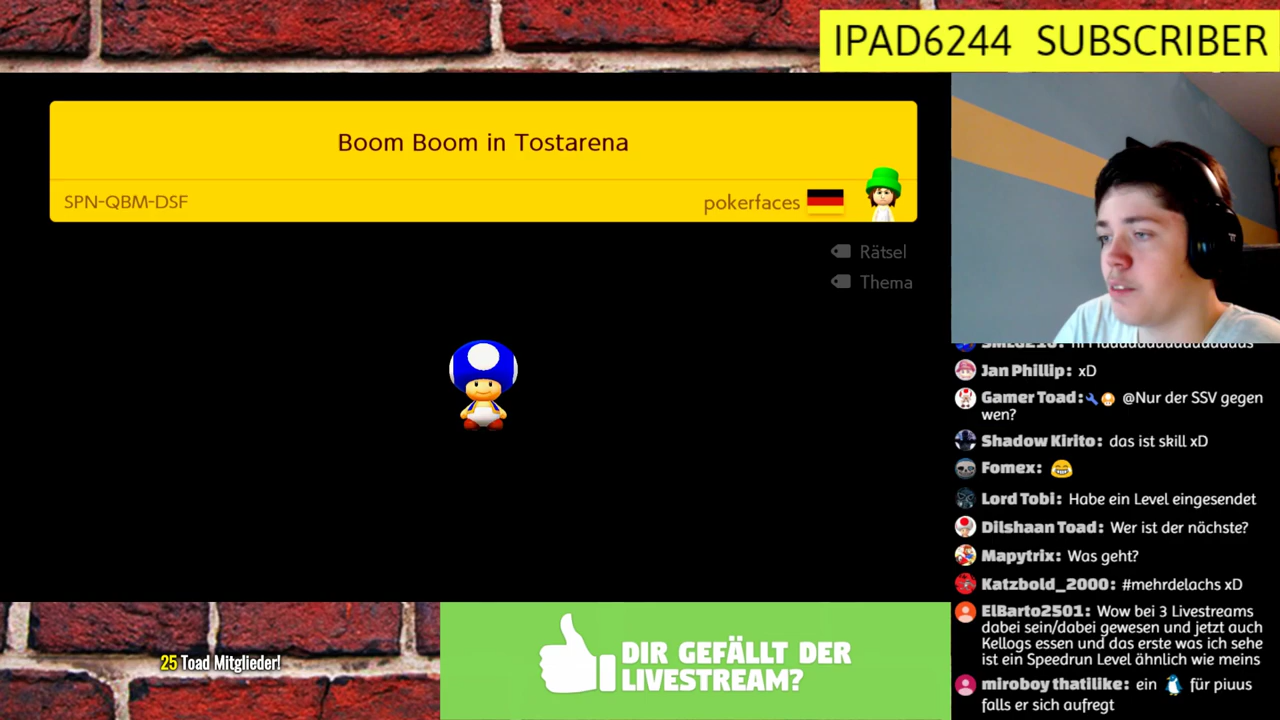 IPAD6244 SUBSCRIBER
Boom Boom in Tostarena
SPN-QBM-DSF
pokerfaces
Rätsel
Thema
Jan Phillip: xD
Gamer Toad: @Nur der SSV gegen
wen?
Shadow Kirito: das ist skill xD
Fomex: 😂
Lord Tobi: Habe ein Level eingesendet
Dilshaan Toad: Wer ist der nächste?
Mapytrix: Was geht?
Katzbold_2000: #mehrdelachs xD
ElBarto2501: Wow bei 3 Livestreams
dabei sein/dabei gewesen und jetzt auch
Kellogs essen und das erste was ich sehe
ist ein Speedrun Level ähnlich wie meins
miroboy thatilike: ein 🐧 für piuus
falls er sich aufregt
25 Toad Mitglieder!
DIR GEFÄLLT DER
LIVESTREAM?